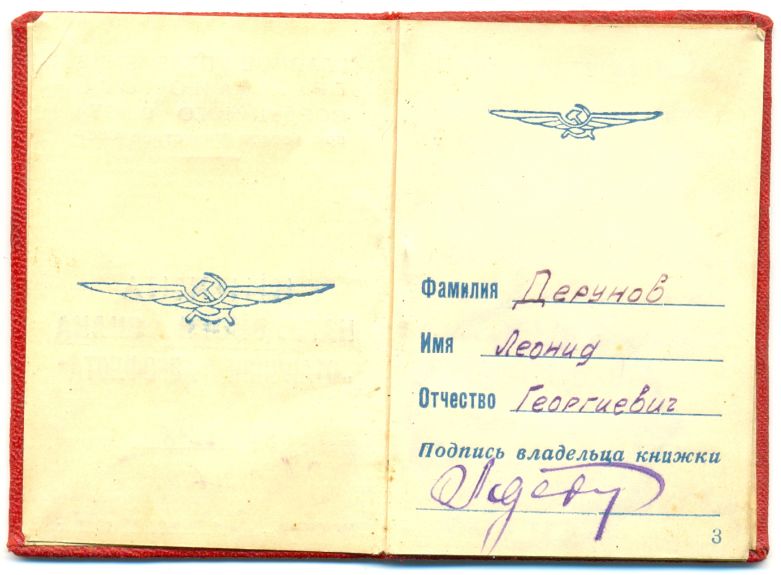 Фамилия Дерунов
Имя Леонид
Отчество Георгиевич
Подпись владельца книжки
3